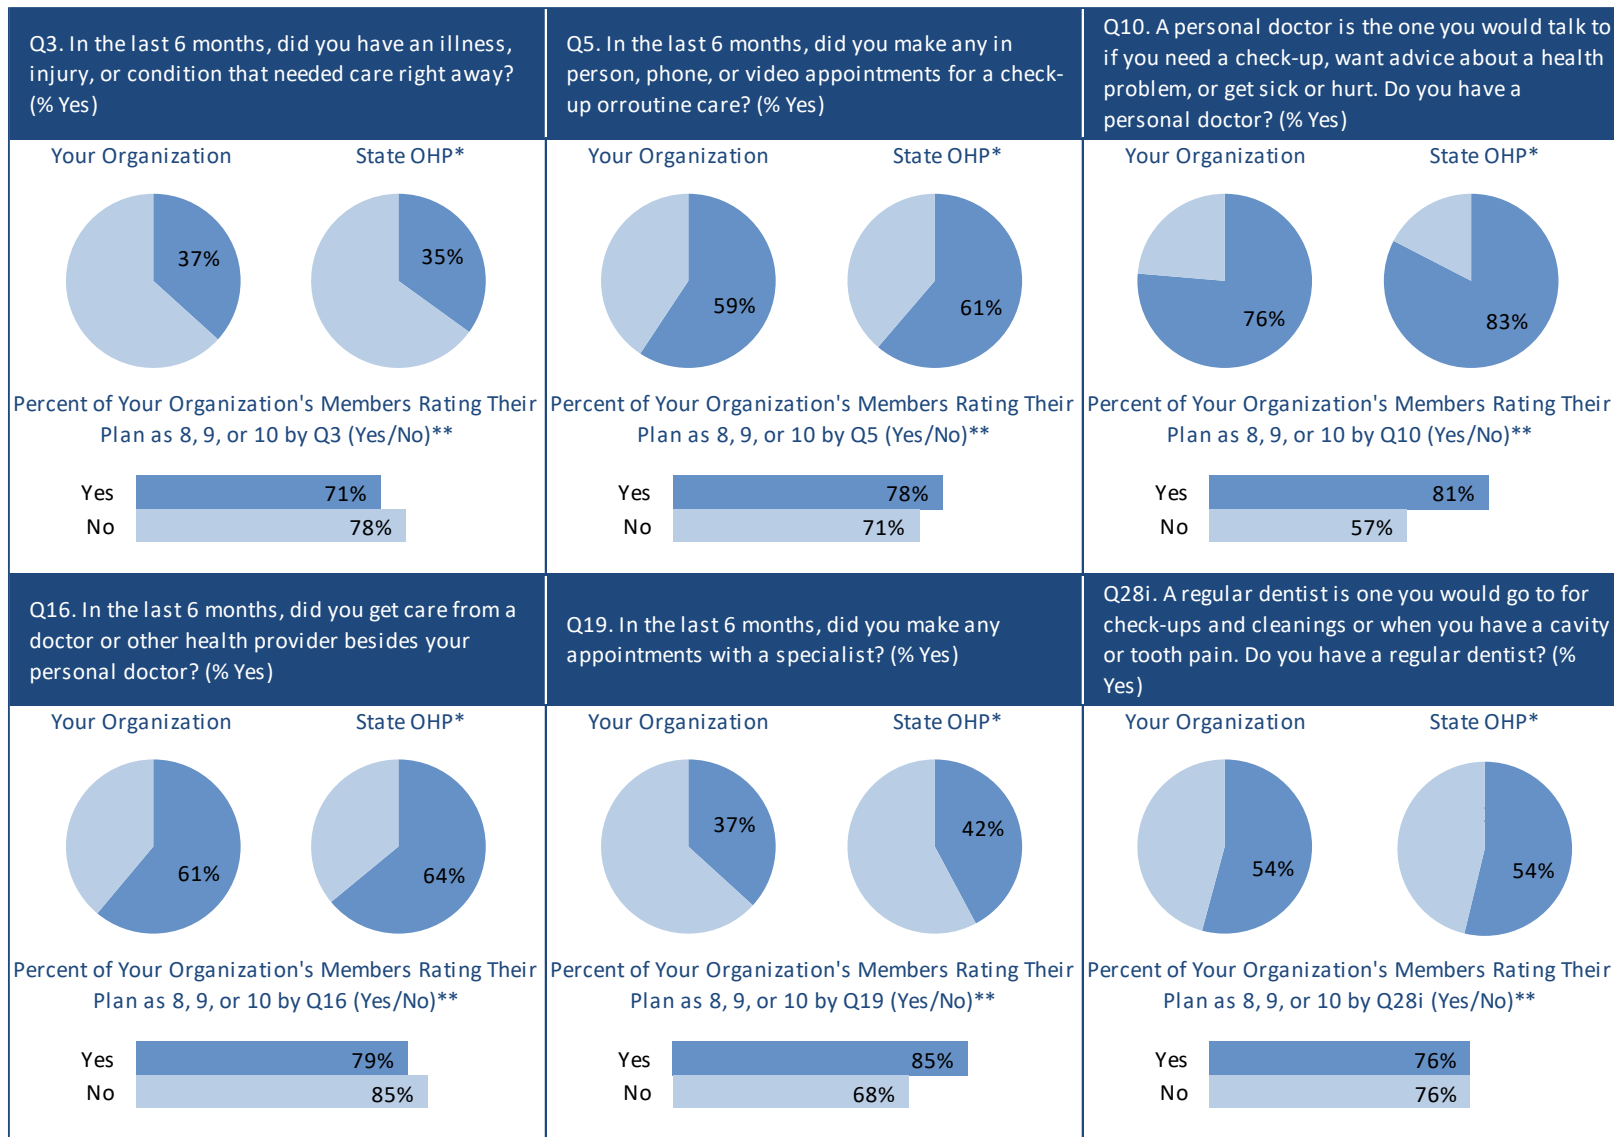 Q3. In the last 6 months, did you have an illness,
injury, or condition that needed care right away?
(% Yes)
Q5. In the last 6 months, did you make any in
person, phone, or video appointments for a check-
up orroutine care? (% Yes)
Q10. A personal doctor is the one you would talk to
if you need a check-up, want advice about a health
problem, or get sick or hurt. Do you have a
personal doctor? (% Yes)
Your Organization
State OHP*
37%
35%
Your Organization
State OHP*
59%
61%
Your Organization
State OHP*
76%
83%
Percent of Your Organization's Members Rating Their
Plan as 8, 9, or 10 by Q3 (Yes/No)**
Yes
71%
No
78%
Percent of Your Organization's Members Rating Their
Plan as 8, 9, or 10 by Q5 (Yes/No)**
Yes
78%
No
71%
Percent of Your Organization's Members Rating Their
Plan as 8, 9, or 10 by Q10 (Yes/No)**
Yes
81%
No
57%
Q16. In the last 6 months, did you get care from a
doctor or other health provider besides your
personal doctor? (% Yes)
Q19. In the last 6 months, did you make any
appointments with a specialist? (% Yes)
Q28i. A regular dentist is one you would go to for
check-ups and cleanings or when you have a cavity
or tooth pain. Do you have a regular dentist? (%
Yes)
Your Organization
State OHP*
61%
64%
Your Organization
State OHP*
37%
42%
Your Organization
State OHP*
54%
54%
Percent of Your Organization's Members Rating Their
Plan as 8, 9, or 10 by Q16 (Yes/No)**
Yes
79%
No
85%
Percent of Your Organization's Members Rating Their
Plan as 8, 9, or 10 by Q19 (Yes/No)**
Yes
85%
No
68%
Percent of Your Organization's Members Rating Their
Plan as 8, 9, or 10 by Q28i (Yes/No)**
Yes
76%
No
76%